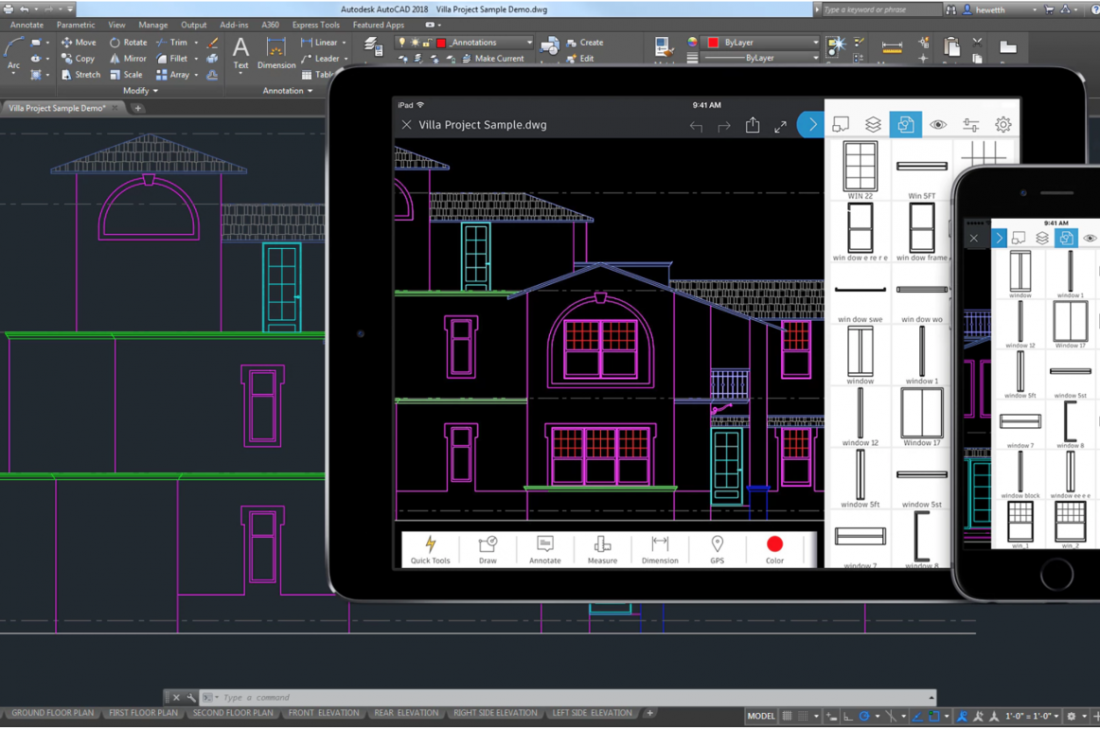 Autodesk AutoCAD 2018 Villa Project Sample Demo.dwg
Type a keyword or phrase
hewetth
Annotate Parametric View Manage Output Add-ins A360 Express Tools Featured Apps
Move Rotate Trim
Copy Mirror Fillet
Stretch Scale Array
Arc
Modify
Text
Dimension
Linear
Leader
Table
Annotation
_Annotations
Make Current
Create
Edit
ByLayer
ByLayer
Villa Project Sample Demo*
iPad
9:41 AM
Villa Project Sample.dwg
WIN 22 Win 5FT
win dow e re r e win dow frame
win dow swe win dow wo
window window 1
window 12 Window 17
window 5ft window 5st
window 7 window 8
Quick Tools Draw Annotate Measure Dimension GPS Color
9:41 AM
window window 1
window 12 Window 17
window 5ft window 5st
window 7 window 8
window block window ee e e
win_1 win_2
Type a command
GROUND FLOOR PLAN FIRST FLOOR PLAN SECOND FLOOR PLAN FRONT ELEVATION REAR ELEVATION RIGHT SIDE ELEVATION LEFT SIDE ELEVATION
MODEL
1'-0" = 1'-0"